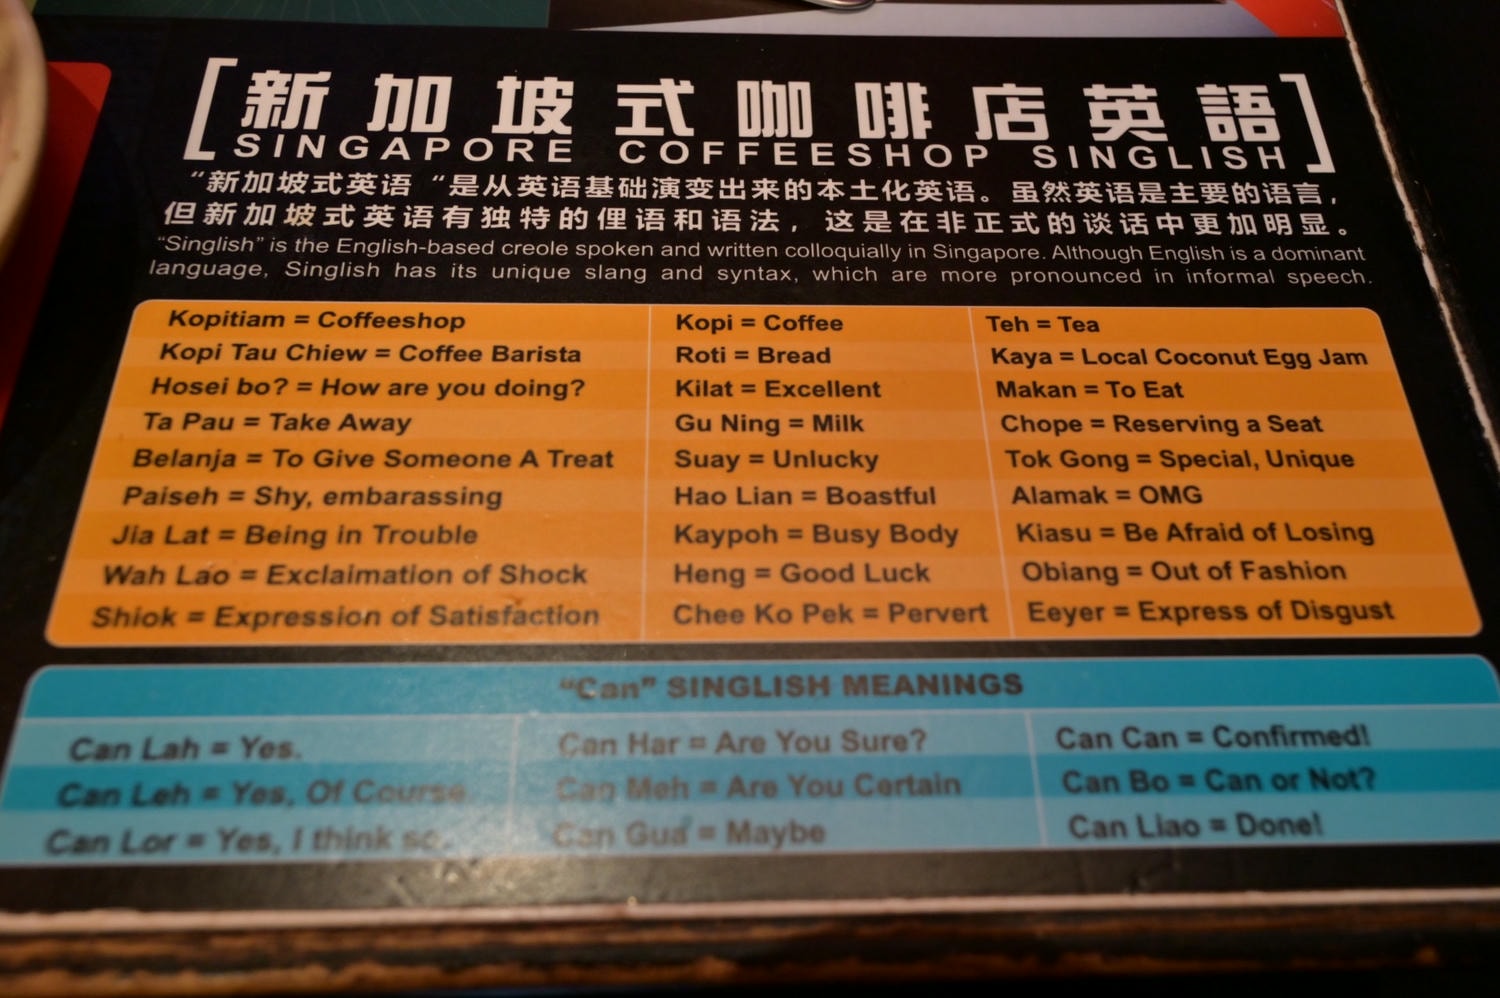 [新加坡式咖啡店英語]
SINGAPORE COFFEESHOP SINGLISH
“新加坡式英语 “是从英语基础演变出来的本土化英语。虽然英语是主要的语言,
但新加坡式英语有独特的俚语和语法, 这是在非正式的谈话中更加明显。
“Singlish” is the English-based creole spoken and written colloquially in Singapore. Although English is a dominant
language, Singlish has its unique slang and syntax, which are more pronounced in informal speech.
Kopitiam = Coffeeshop
Kopi Tau Chiew = Coffee Barista
Hosei bo? = How are you doing?
Ta Pau = Take Away
Belanja = To Give Someone A Treat
Paiseh = Shy, embarassing
Jia Lat = Being in Trouble
Wah Lao = Exclaimation of Shock
Shiok = Expression of Satisfaction
Kopi = Coffee
Roti = Bread
Kilat = Excellent
Gu Ning = Milk
Suay = Unlucky
Hao Lian = Boastful
Kaypoh = Busy Body
Heng = Good Luck
Chee Ko Pek = Pervert
Teh = Tea
Kaya = Local Coconut Egg Jam
Makan = To Eat
Chope = Reserving a Seat
Tok Gong = Special, Unique
Alamak = OMG
Kiasu = Be Afraid of Losing
Obiang = Out of Fashion
Eeyer = Express of Disgust
“Can” SINGLISH MEANINGS
Can Lah = Yes.
Can Leh = Yes, Of Course
Can Lor = Yes, I think so.
Can Har = Are You Sure?
Can Meh = Are You Certain
Can Gua = Maybe
Can Can = Confirmed!
Can Bo = Can or Not?
Can Liao = Done!